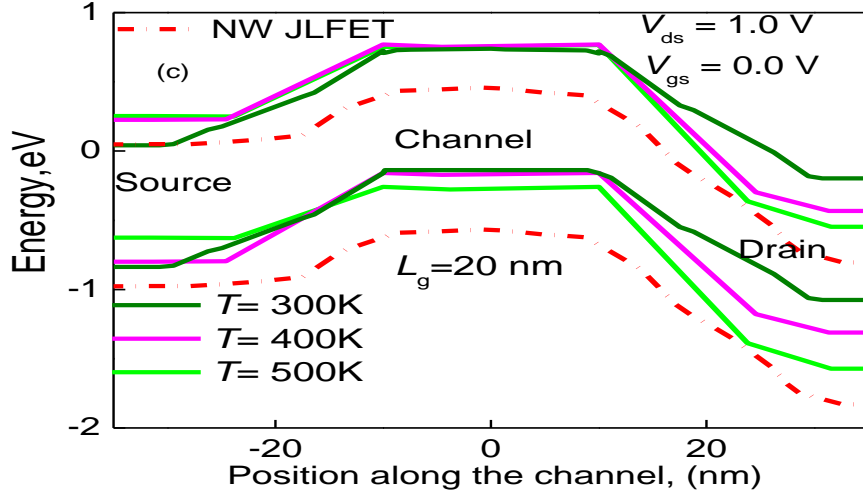 1
NW JLFET
V_ds = 1.0 V
(c)
V_gs = 0.0 V
Channel
0
Source
Energy,eV
Drain
L_g=20 nm
-1
T= 300K
T= 400K
T= 500K
-2
-20 0 20
Position along the channel, (nm)